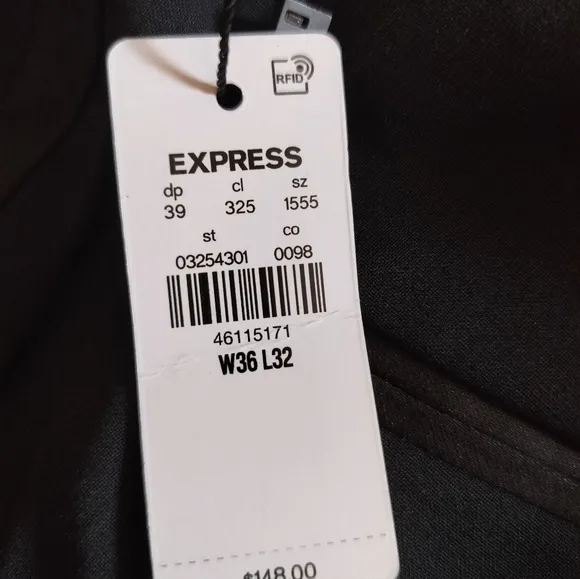 RFID
EXPRESS
dp cl sz
39 325 1555
st co
03254301 0098
46115171
W36 L32
$148.00